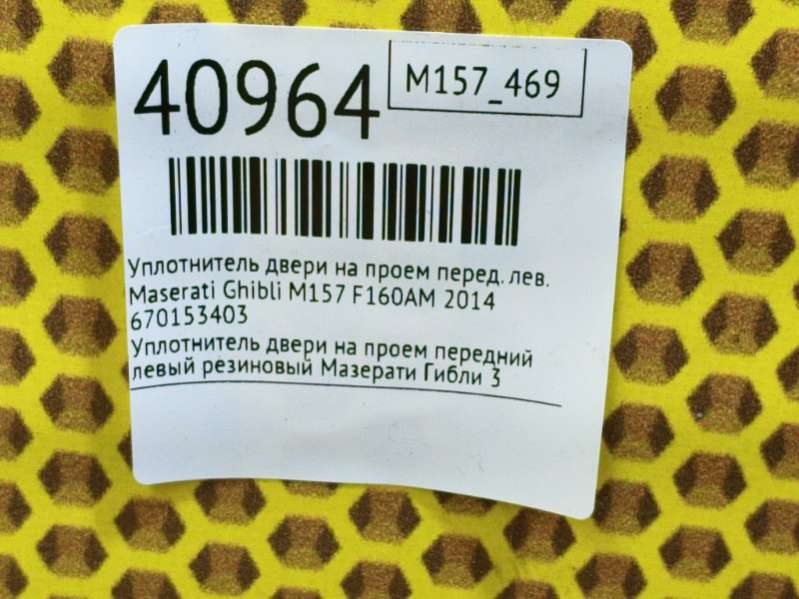 40964
M157_469
Уплотнитель двери на проем перед. лев.
Maserati Ghibli M157 F160AM 2014
670153403
Уплотнитель двери на проем передний
левый резиновый Мазерати Гибли 3